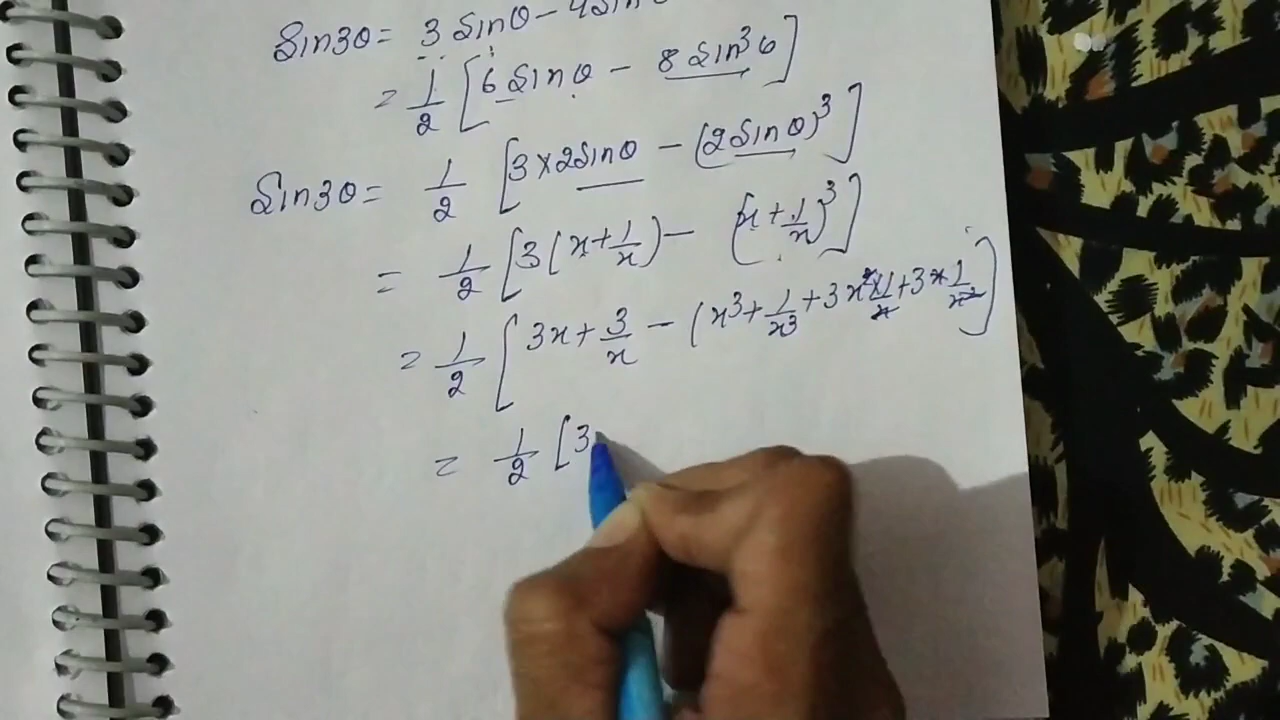 Sin3θ = 3 Sinθ - 4Sin
= 1/2 [6 Sinθ - 8 Sin³θ]
Sin3θ = 1/2 [3×2Sinθ - (2Sinθ)³]
= 1/2 [3(x+1/x) - (x+1/x)³]
= 1/2 [3x + 3/x - (x³ + 1/x³ + 3x²×1/x + 3x 1/x²]
= 1/2 [3